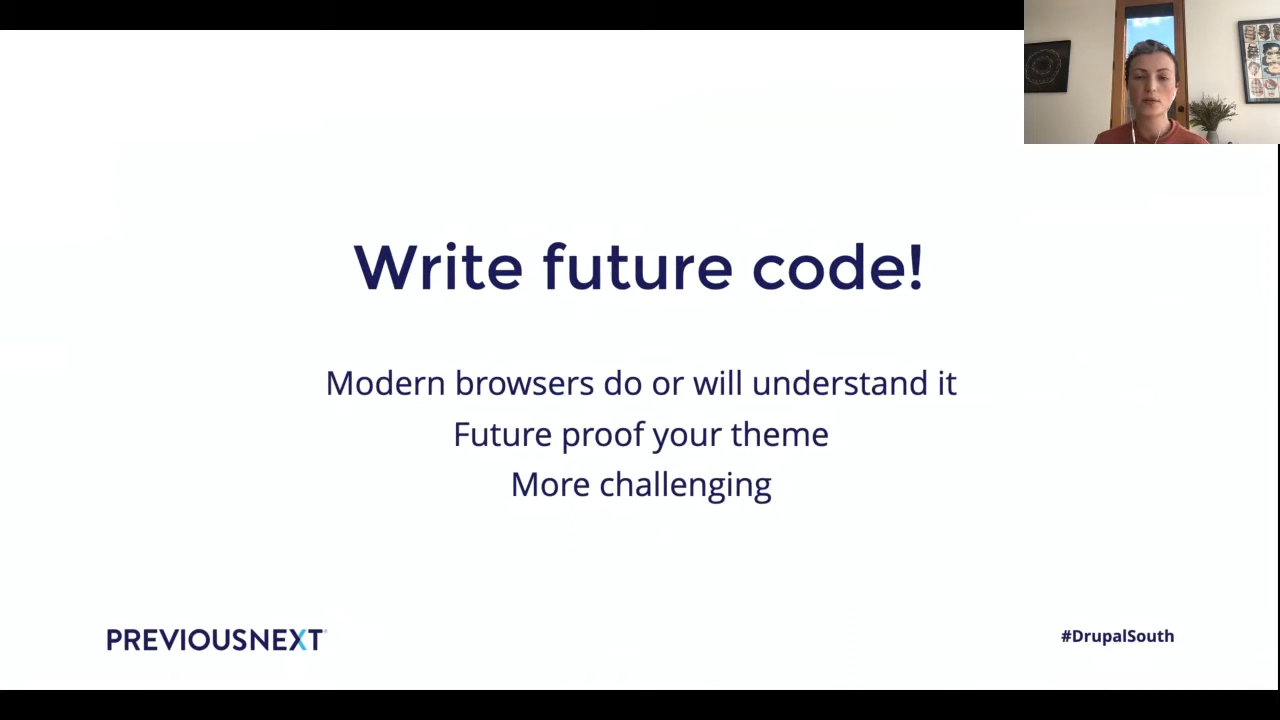 Write future code!
Modern browsers do or will understand it
Future proof your theme
More challenging
PREVIOUSNEXT
#DrupalSouth